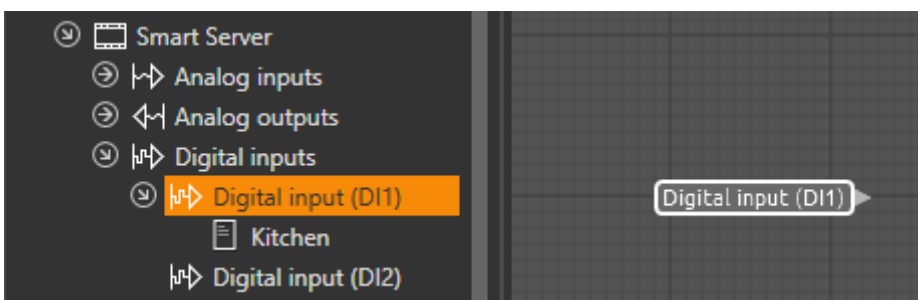 Smart Server
Analog inputs
Analog outputs
Digital inputs
Digital input (DI1)
Kitchen
Digital input (DI2)
Digital input (DI1)